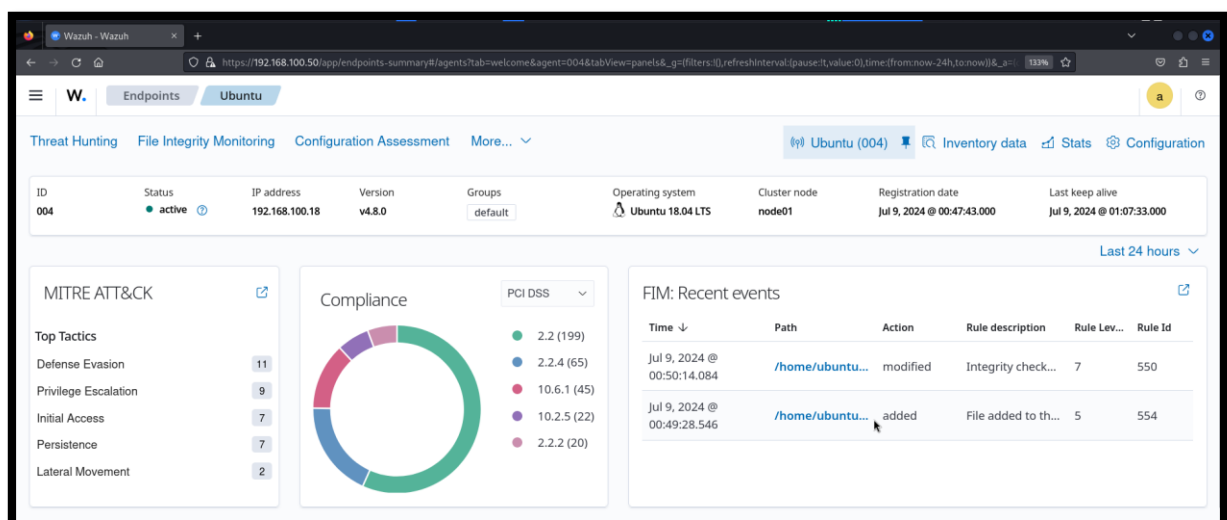 Wazuh - Wazuh
https://192.168.100.50/app/endpoints-summary#/agents?tab=welcome&agent=004&tabView=panels&_g=(filters:!(),refreshInterval:(pause:!t,value:0),time:(from:now-24h,to:now))&_a=(
133%
W. Endpoints Ubuntu a
Threat Hunting File Integrity Monitoring Configuration Assessment More... Ubuntu (004) Inventory data Stats Configuration
ID Status IP address Version Groups Operating system Cluster node Registration date Last keep alive
004 active 192.168.100.18 v4.8.0 default Ubuntu 18.04 LTS node01 Jul 9, 2024 @ 00:47:43.000 Jul 9, 2024 @ 01:07:33.000
Last 24 hours
MITRE ATT&CK
Top Tactics
Defense Evasion 11
Privilege Escalation 9
Initial Access 7
Persistence 7
Lateral Movement 2
Compliance PCI DSS
2.2 (199)
2.2.4 (65)
10.6.1 (45)
10.2.5 (22)
2.2.2 (20)
FIM: Recent events
Time Path Action Rule description Rule Lev... Rule Id
Jul 9, 2024 @
00:50:14.084 /home/ubuntu... modified Integrity check... 7 550
Jul 9, 2024 @
00:49:28.546 /home/ubuntu... added File added to th... 5 554